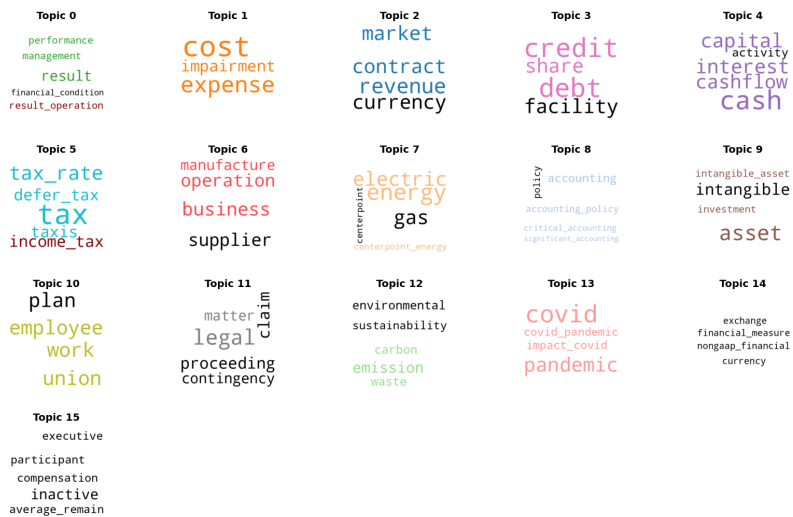 Topic 0
performance
management
result
financial_condition
result_operation
Topic 1
cost
impairment
expense
Topic 2
market
contract
revenue
currency
Topic 3
credit
share
debt
facility
Topic 4
capital
activity
interest
cashflow
cash
Topic 5
tax_rate
defer_tax
tax
taxis
income_tax
Topic 6
manufacture
operation
business
supplier
Topic 7
electric
energy
centerpoint
gas
centerpoint_energy
Topic 8
policy
accounting
accounting_policy
critical_accounting
significant_accounting
Topic 9
intangible_asset
intangible
investment
asset
Topic 10
plan
employee
work
union
Topic 11
claim
matter
legal
proceeding
contingency
Topic 12
environmental
sustainability
carbon
emission
waste
Topic 13
covid
covid_pandemic
impact_covid
pandemic
Topic 14
exchange
financial_measure
nongaap_financial
currency
Topic 15
executive
participant
compensation
inactive
average_remain